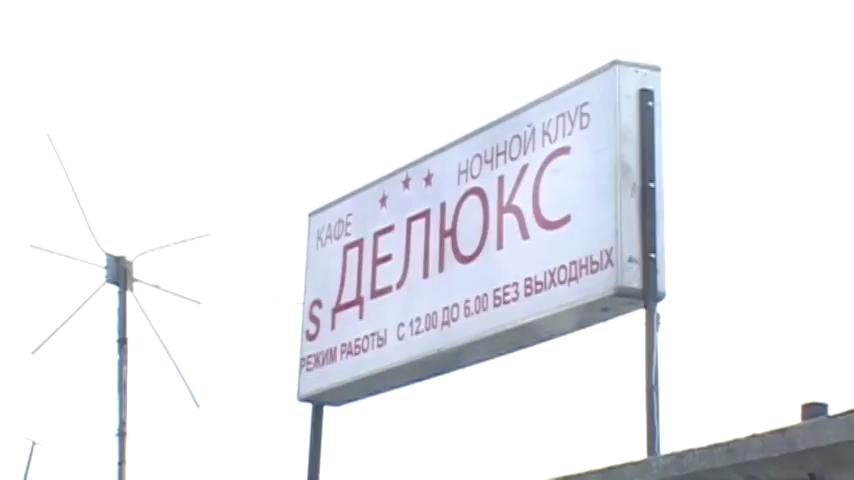 КАФЕ ★★★ НОЧНОЙ КЛУБ
S ДЕЛЮКС
РЕЖИМ РАБОТЫ С 12.00 ДО 6.00 БЕЗ ВЫХОДНЫХ